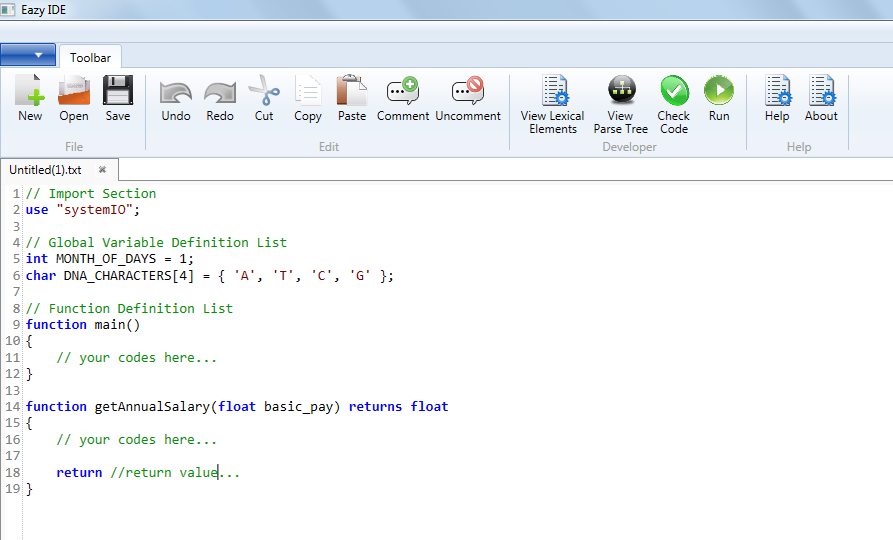 Eazy IDE
Toolbar
New Open Save Undo Redo Cut Copy Paste Comment Uncomment View Lexical Elements View Parse Tree Check Code Run Help About
File Edit Developer Help
Untitled(1).txt
1 // Import Section
2 use "systemIO";
3
4 // Global Variable Definition List
5 int MONTH_OF_DAYS = 1;
6 char DNA_CHARACTERS[4] = { 'A', 'T', 'C', 'G' };
7
8 // Function Definition List
9 function main()
10 {
11     // your codes here...
12 }
13
14 function getAnnualSalary(float basic_pay) returns float
15 {
16     // your codes here...
17
18     return //return value...
19 }